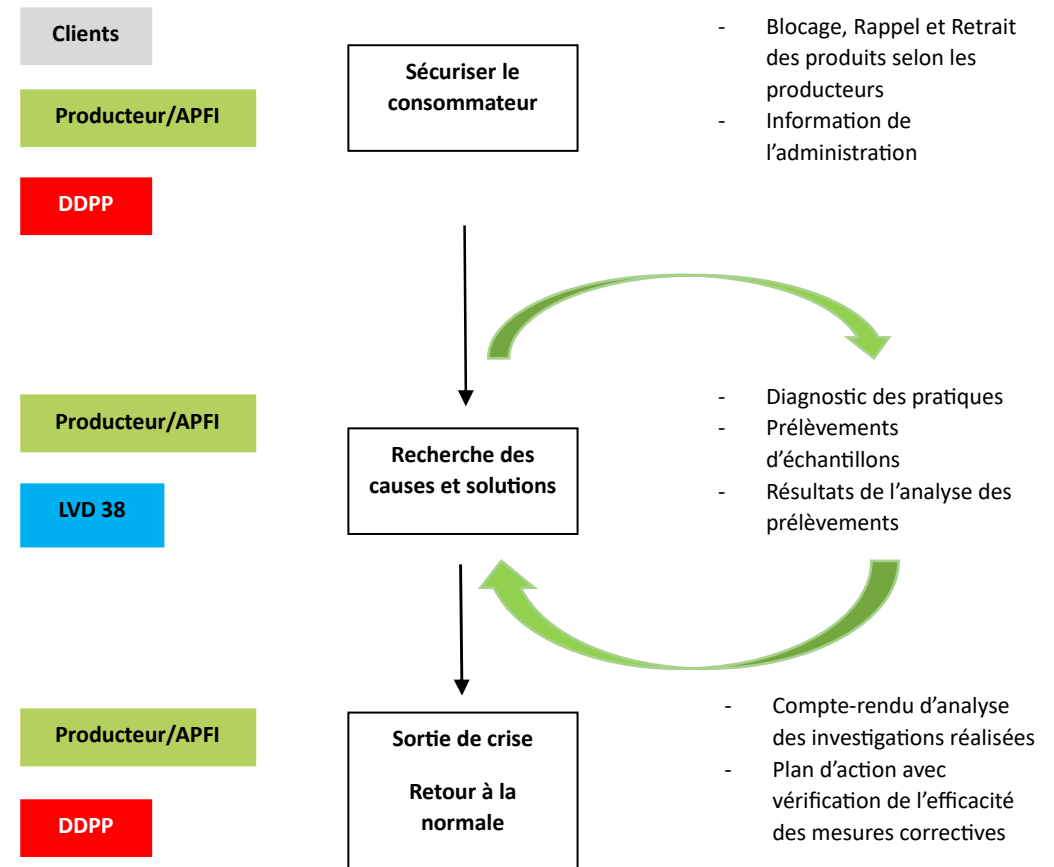 Clients
Producteur/APFI
DDPP
Sécuriser le
consommateur
- Blocage, Rappel et Retrait
des produits selon les
producteurs
- Information de
l’administration
Producteur/APFI
LVD 38
Recherche des
causes et solutions
- Diagnostic des pratiques
- Prélèvements
d’échantillons
- Résultats de l’analyse des
prélèvements
Producteur/APFI
DDPP
Sortie de crise
Retour à la
normale
- Compte-rendu d’analyse
des investigations réalisées
- Plan d’action avec
vérification de l’efficacité
des mesures correctives